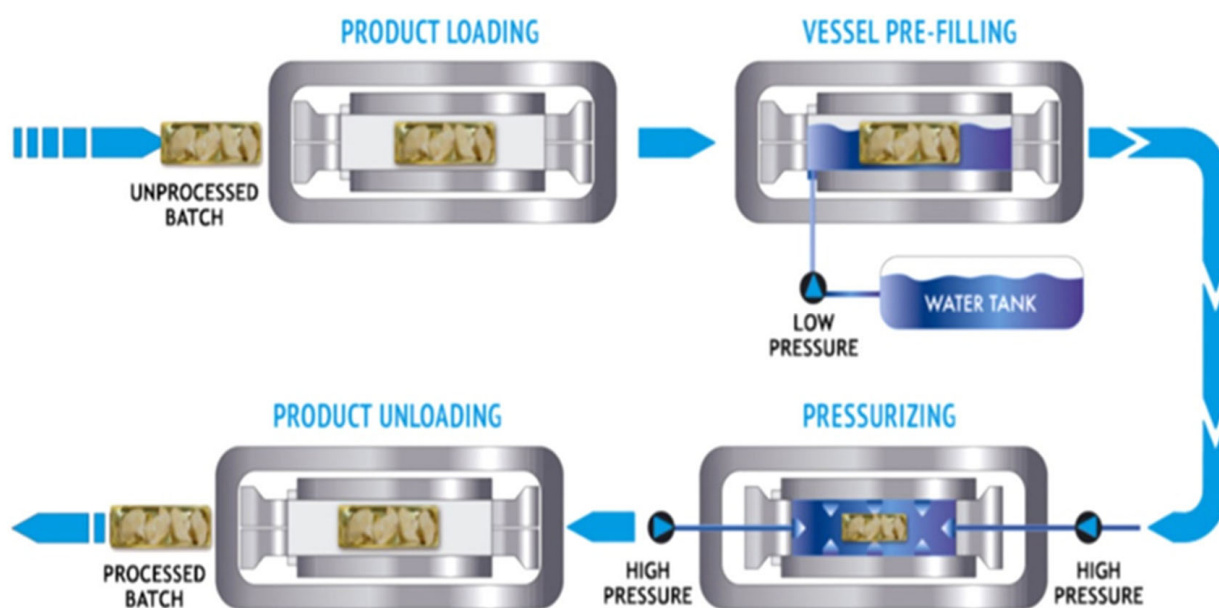 PRODUCT LOADING
VESSEL PRE-FILLING
UNPROCESSED
BATCH
WATER TANK
LOW
PRESSURE
PRODUCT UNLOADING
PRESSURIZING
PROCESSED
BATCH
HIGH
PRESSURE
HIGH
PRESSURE